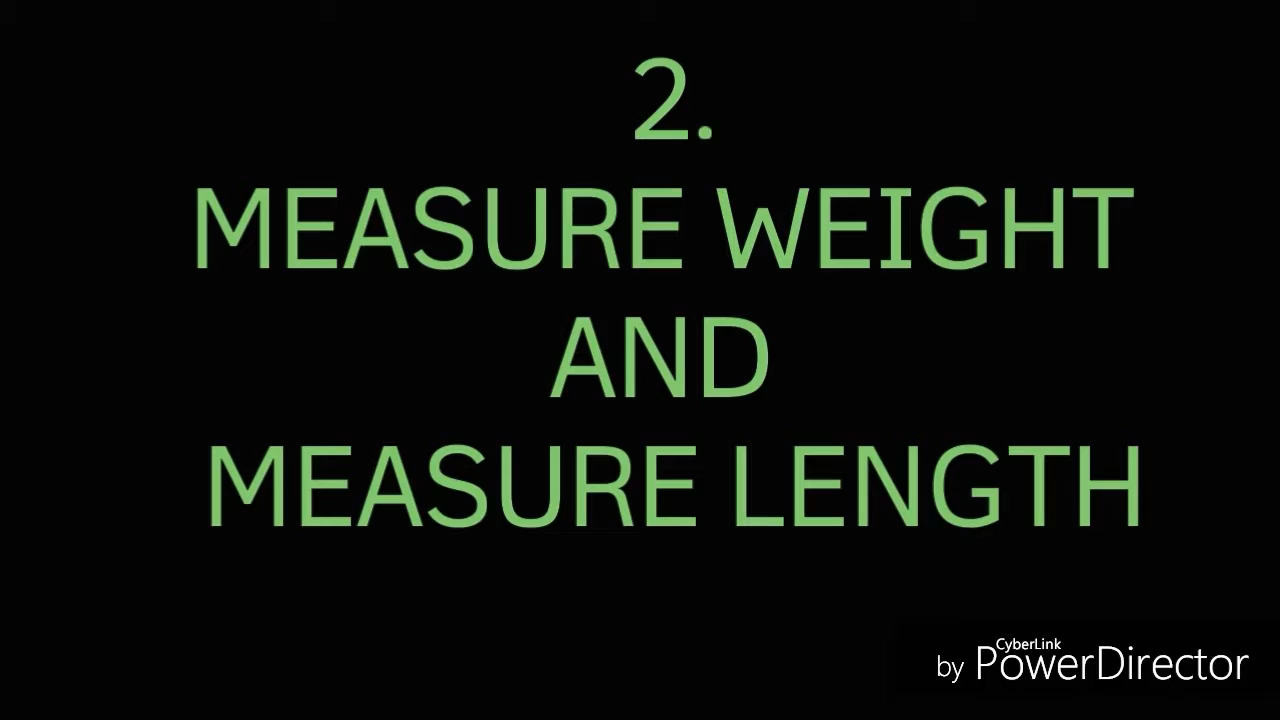 2.
MEASURE WEIGHT
AND
MEASURE LENGTH
CyberLink
by PowerDirector